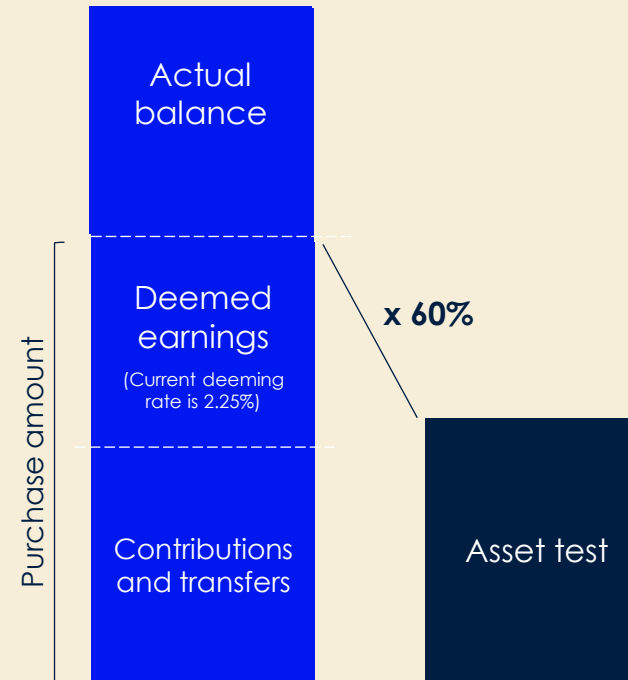 Actual
balance
Deemed
earnings
(Current deeming
rate is 2.25%)
x 60%
Purchase amount
Contributions
and transfers
Asset test